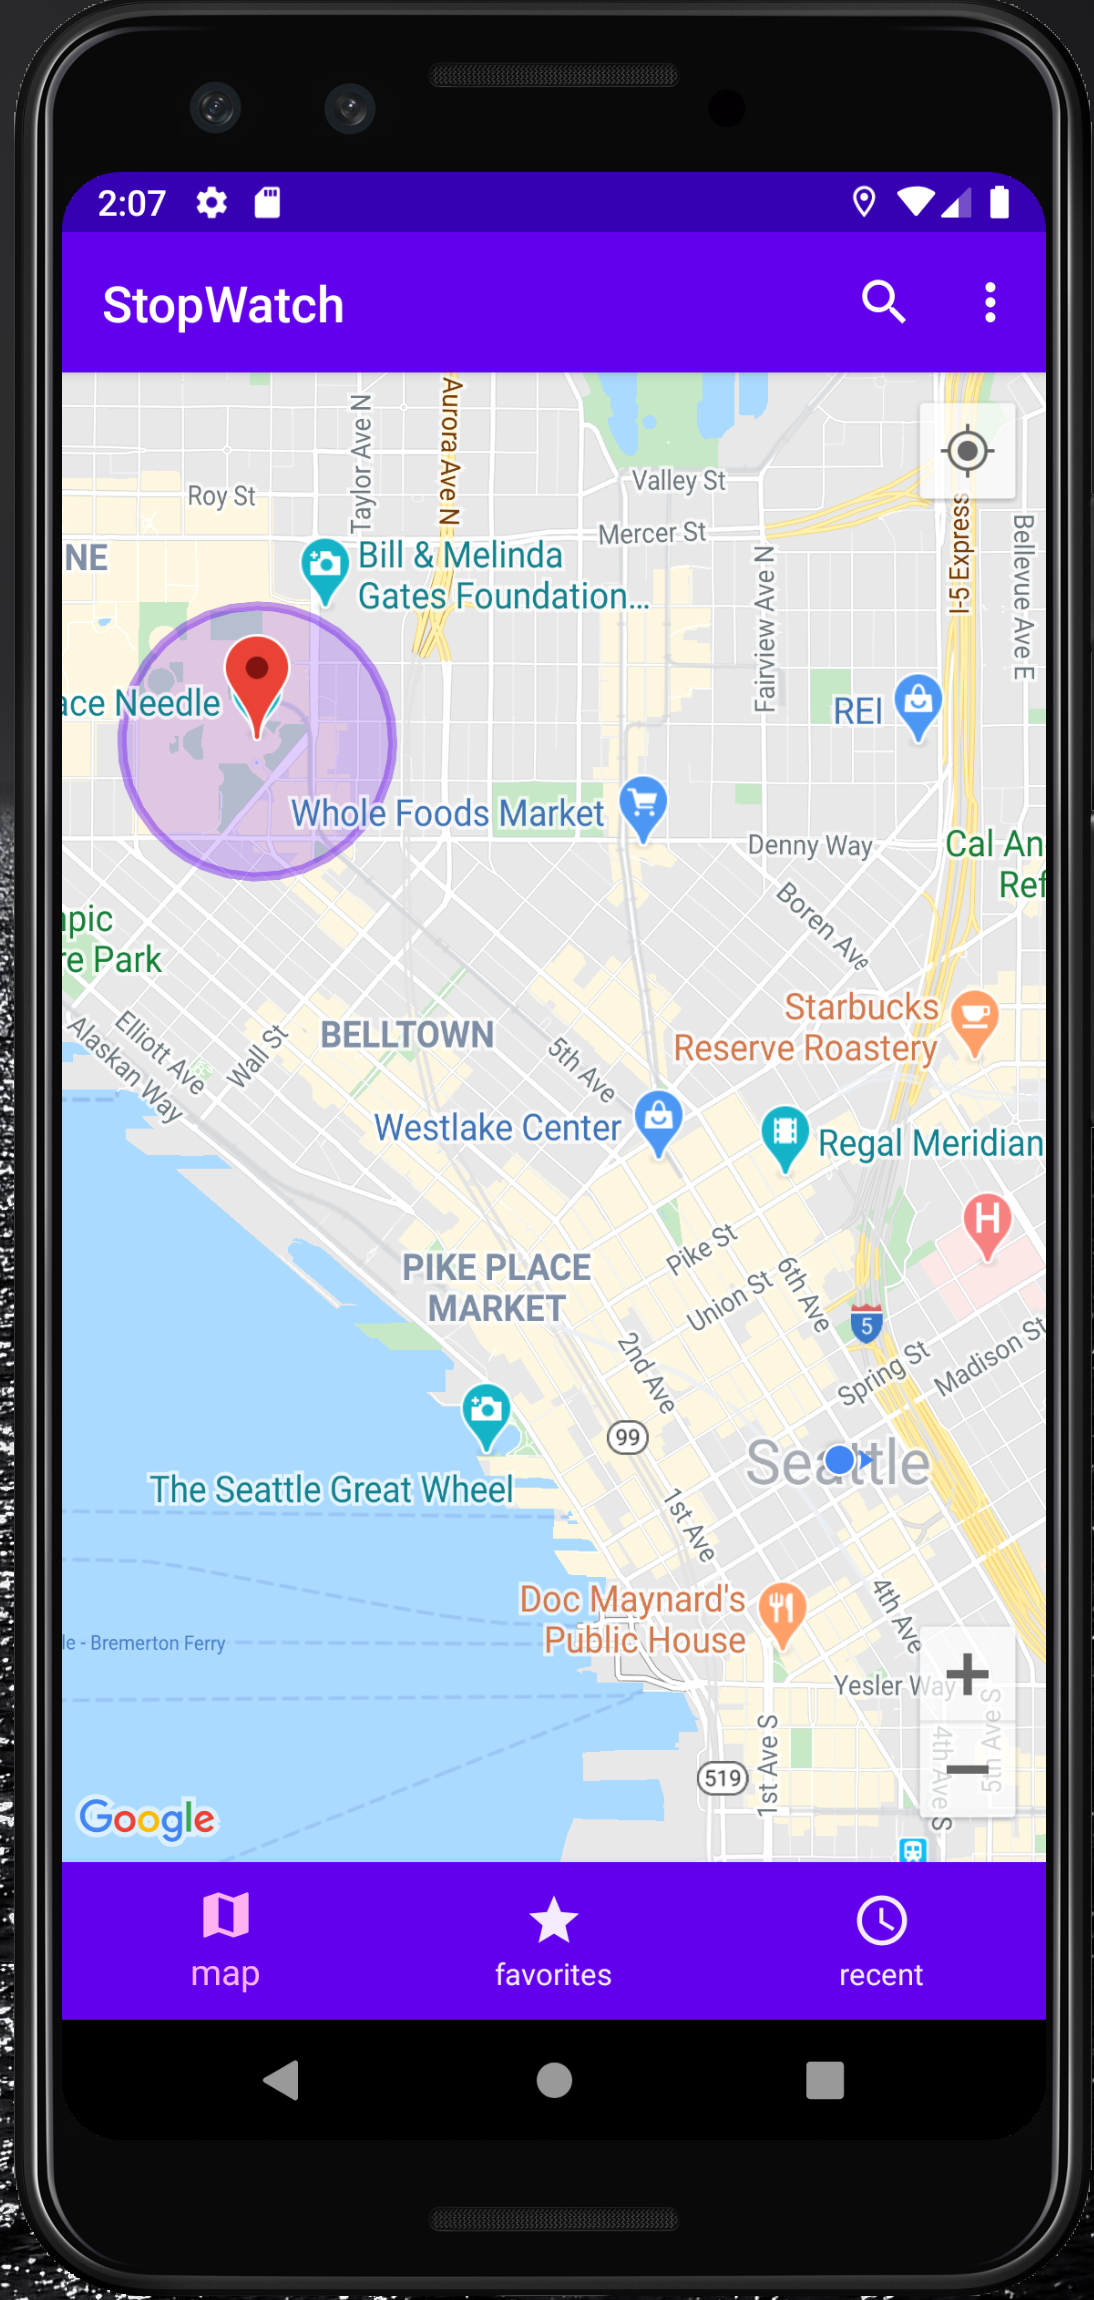 2:07
StopWatch
Taylor Ave N
Aurora Ave N
Roy St
Valley St
Mercer St
I-5 Express
Bellevue Ave E
NE
Bill & Melinda
Gates Foundation...
Fairview Ave N
ace Needle
REI
Whole Foods Market
Denny Way
Cal An
Ref
Boren Ave
pic
re Park
Starbucks
Reserve Roastery
Elliott Ave
Alaskan Way
Wall St
BELLTOWN
5th Ave
Westlake Center
Regal Meridian
H
PIKE PLACE
MARKET
Pike St
Union St
6th Ave
5
Spring St
Madison St
2nd Ave
99
Seattle
The Seattle Great Wheel
1st Ave
Doc Maynard's
Public House
4th Ave
le - Bremerton Ferry
Yesler Way
+
1st Ave S
4th Ave S
5th Ave S
519
Google
map
favorites
recent